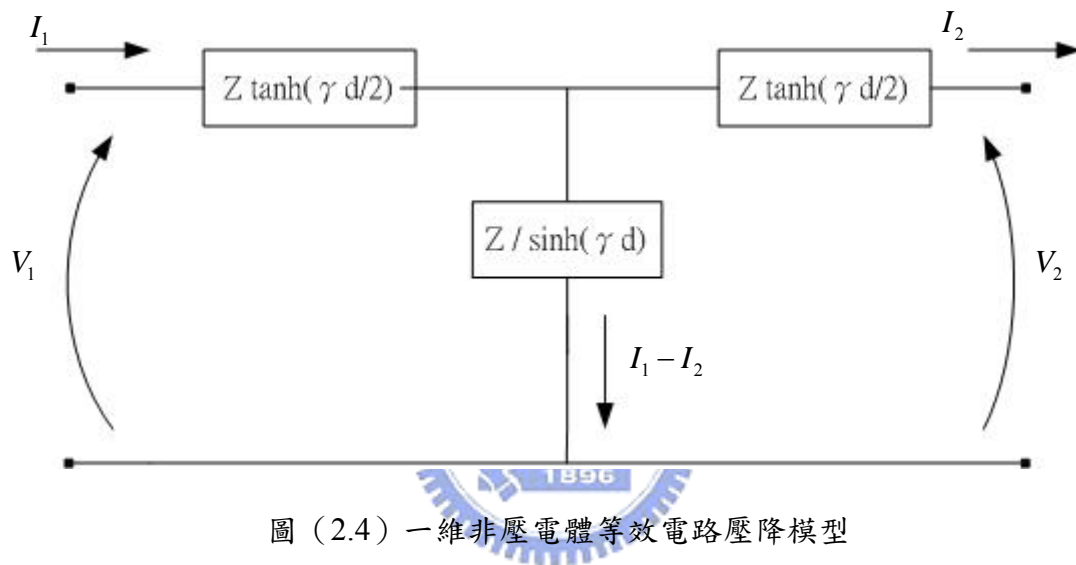 I₁
I₂
Z tanh( γ d/2)
Z tanh( γ d/2)
Z / sinh( γ d)
V₁
V₂
I₁ − I₂
1896
圖（2.4）一維非壓電體等效電路壓降模型